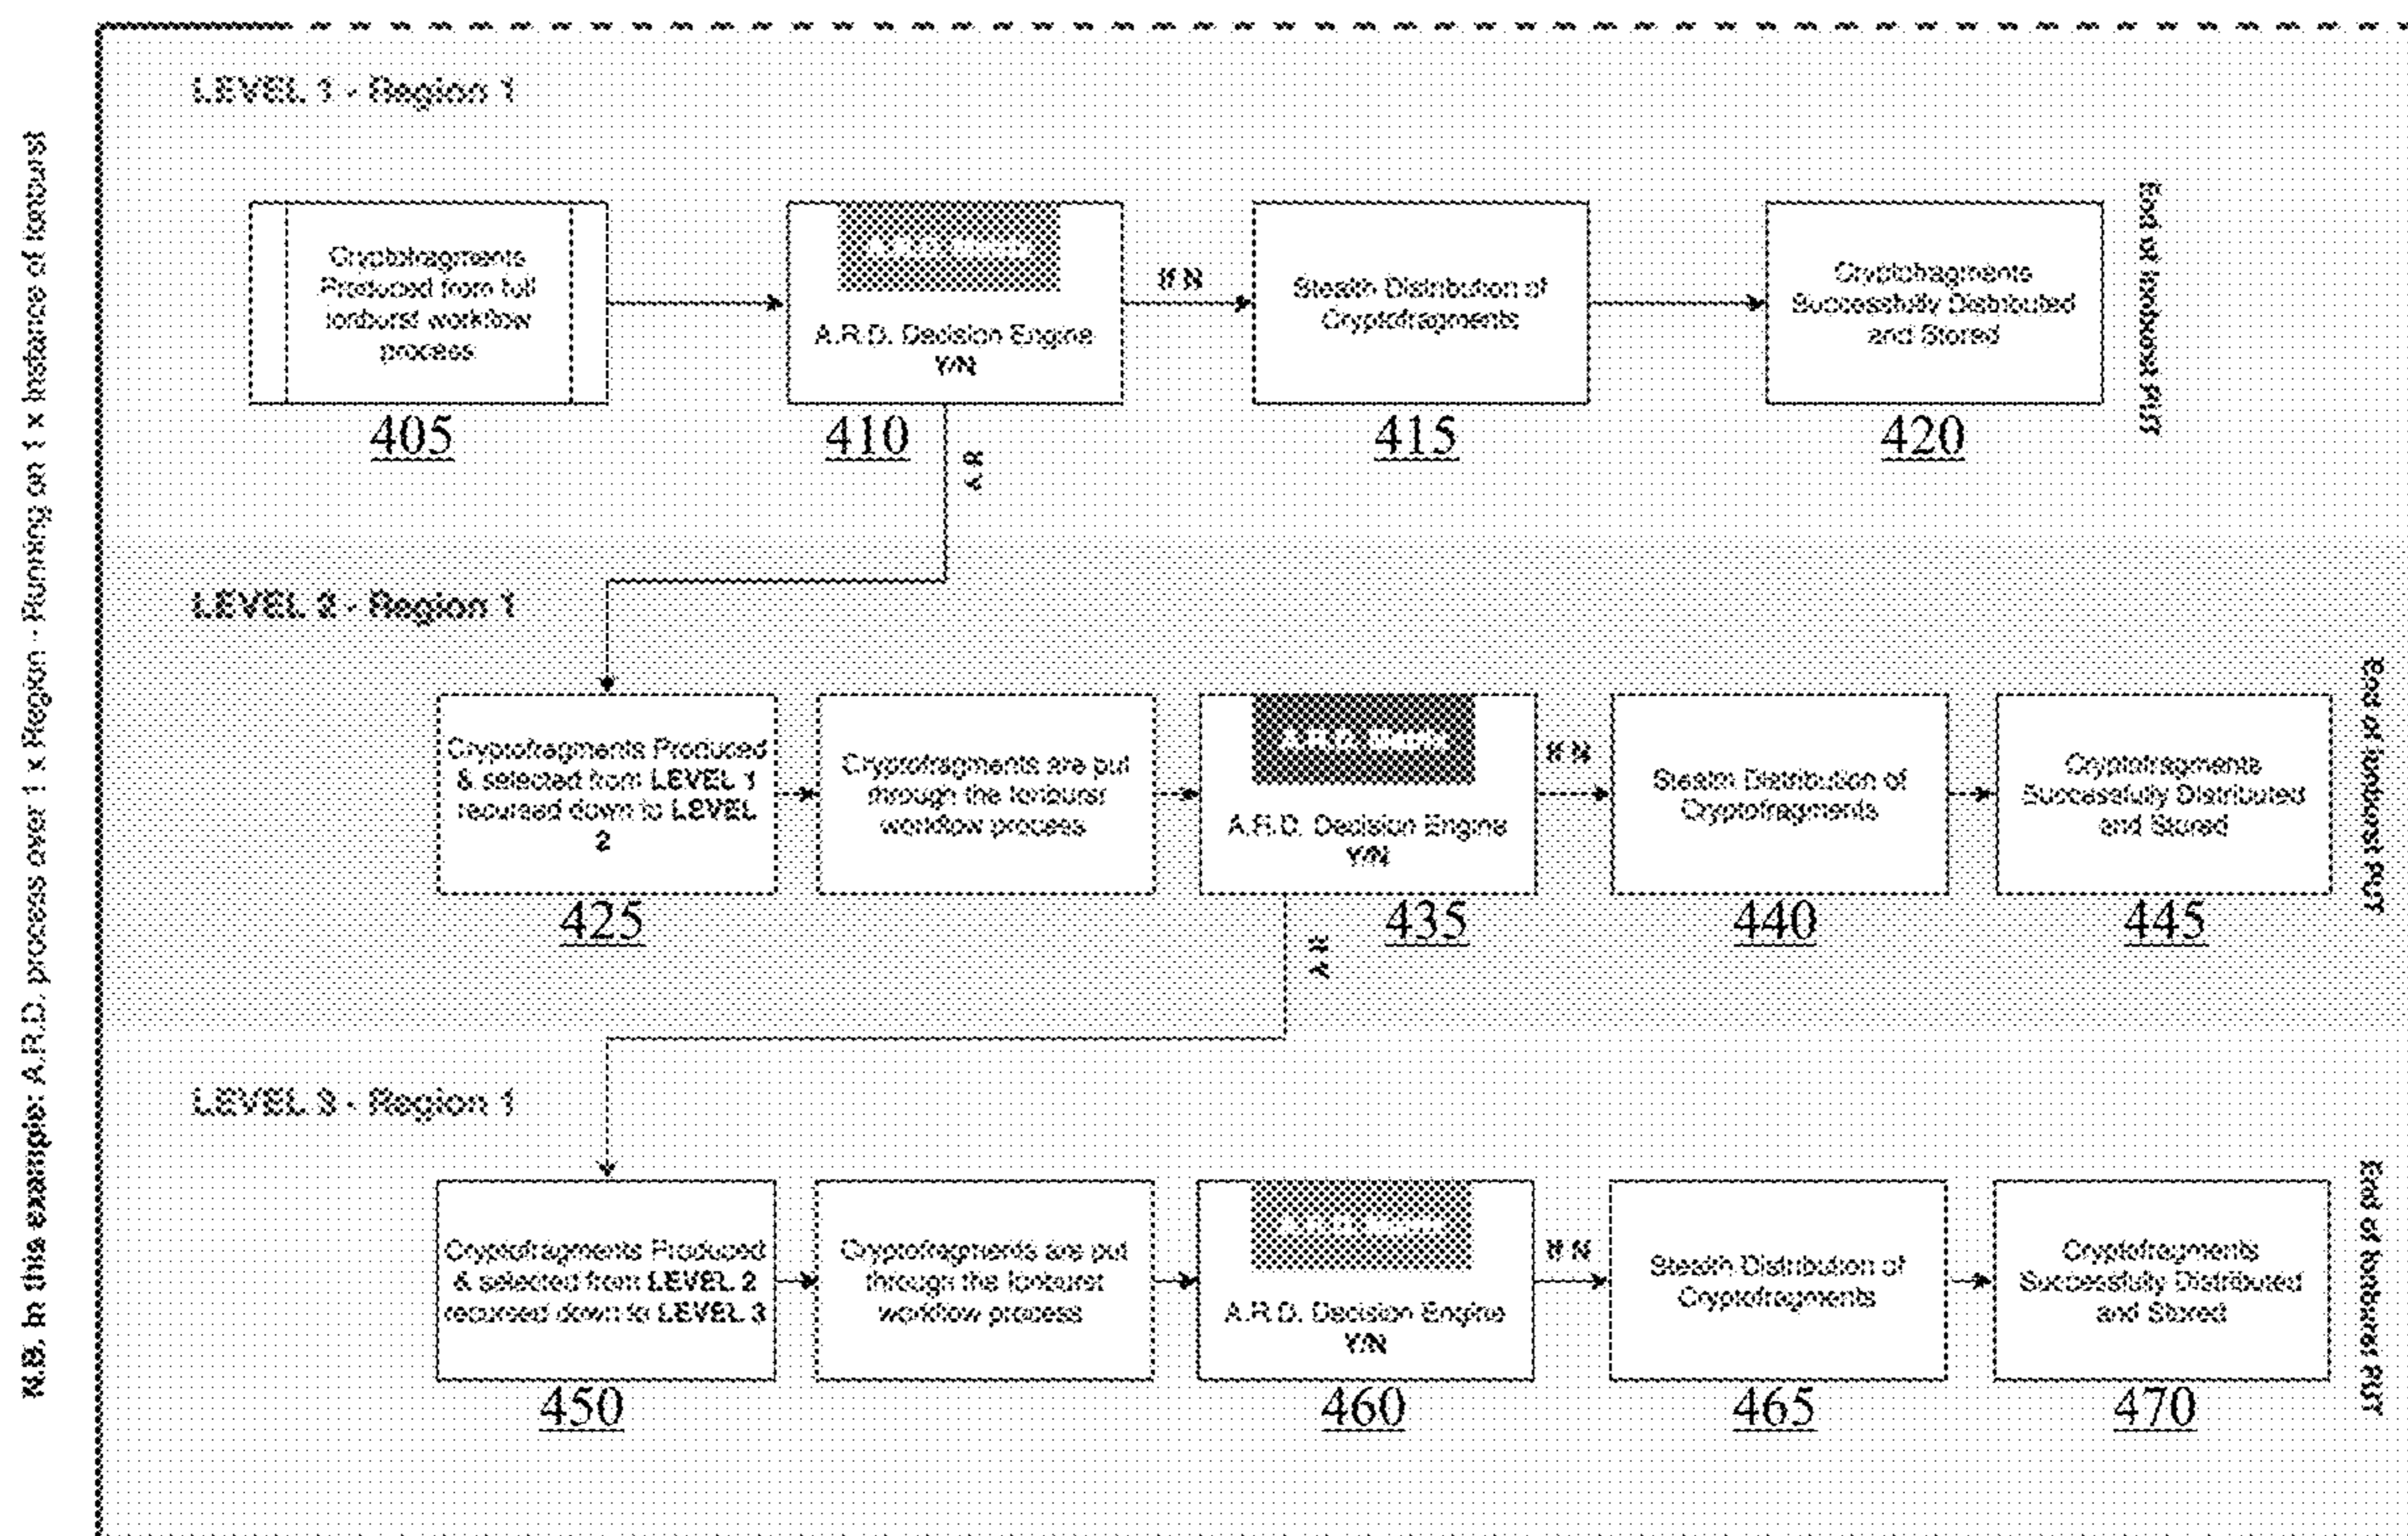 N.B. In this example: A.R.D. process over 1 x Region - Running on 1 x Instance of Ionburst
LEVEL 1 - Region 1
Cryptofragments
Produced from full
Ionburst workflow
process
405
A.R.D.
A.R.D. Decision Engine
Y/N
410
If N
Stealth Distribution of
Cryptofragments
415
Cryptofragments
Successfully Distributed
and Stored
420
End of Ionburst PUT
If Y
LEVEL 2 - Region 1
Cryptofragments Produced
& selected from LEVEL 1
recursed down to LEVEL
2
425
Cryptofragments are put
through the Ionburst
workflow process
A.R.D.
A.R.D. Decision Engine
Y/N
435
If N
Stealth Distribution of
Cryptofragments
440
Cryptofragments
Successfully Distributed
and Stored
445
End of Ionburst PUT
If Y
LEVEL 3 - Region 1
Cryptofragments Produced
& selected from LEVEL 2
recursed down to LEVEL 3
450
Cryptofragments are put
through the Ionburst
workflow process
A.R.D.
A.R.D. Decision Engine
Y/N
460
If N
Stealth Distribution of
Cryptofragments
465
Cryptofragments
Successfully Distributed
and Stored
470
End of Ionburst PUT